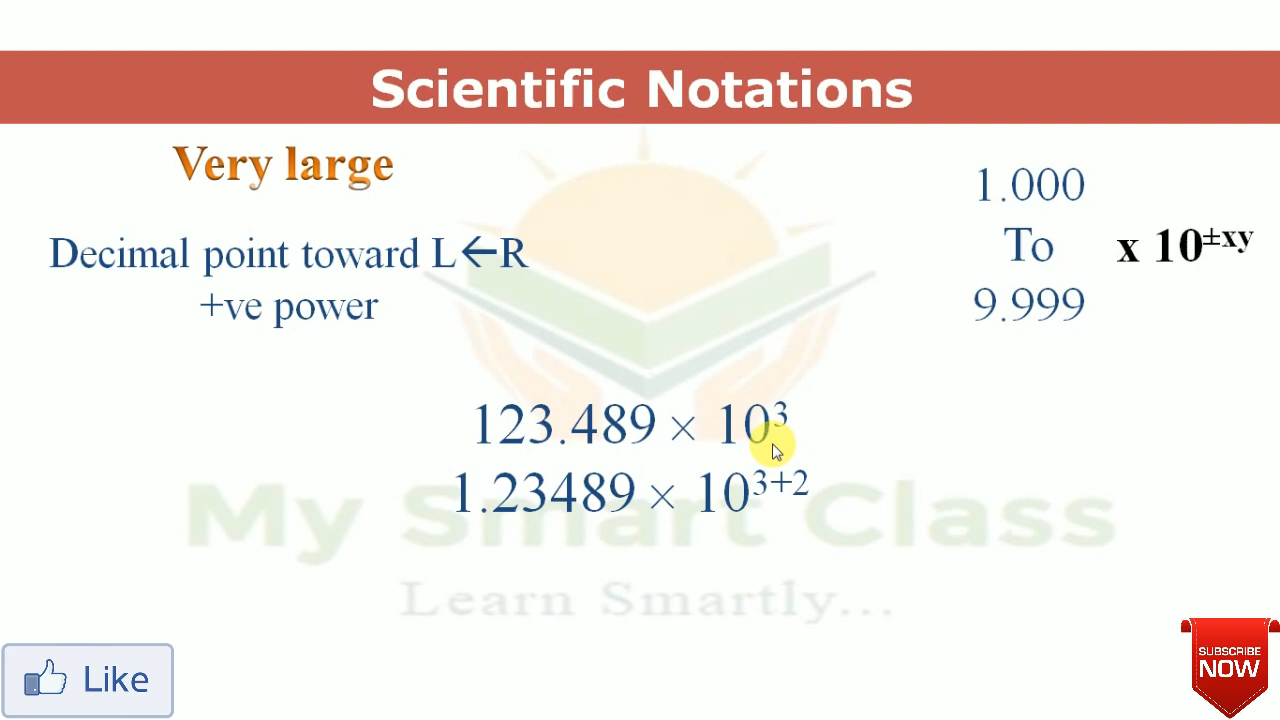 Scientific Notations
Very large
Decimal point toward L←R
+ve power
1.000
To
9.999
x 10^±xy
123.489 × 10³
1.23489 × 10³⁺²
My Smart Class
Learn Smartly...
Like
SUBSCRIBE
NOW